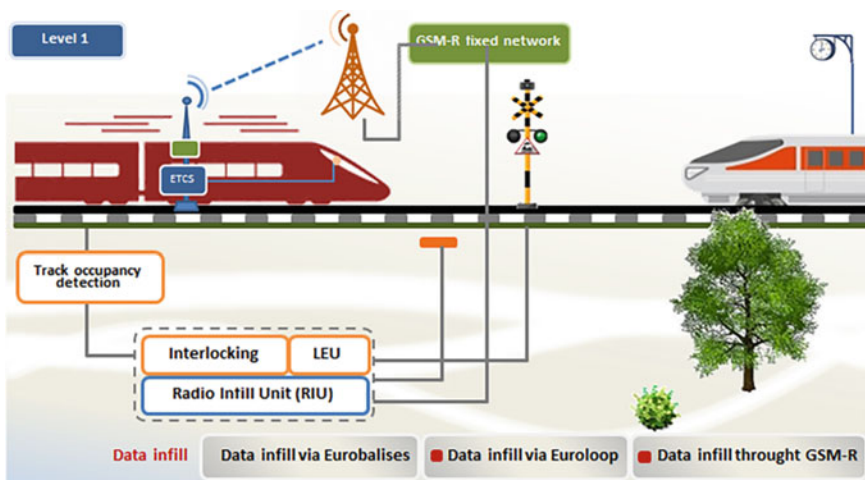 Level 1
GSM-R fixed network
ETCS
Track occupancy
detection
Interlocking
LEU
Radio Infill Unit (RIU)
Data infill
Data infill via Eurobalises
Data infill via Euroloop
Data infill throught GSM-R